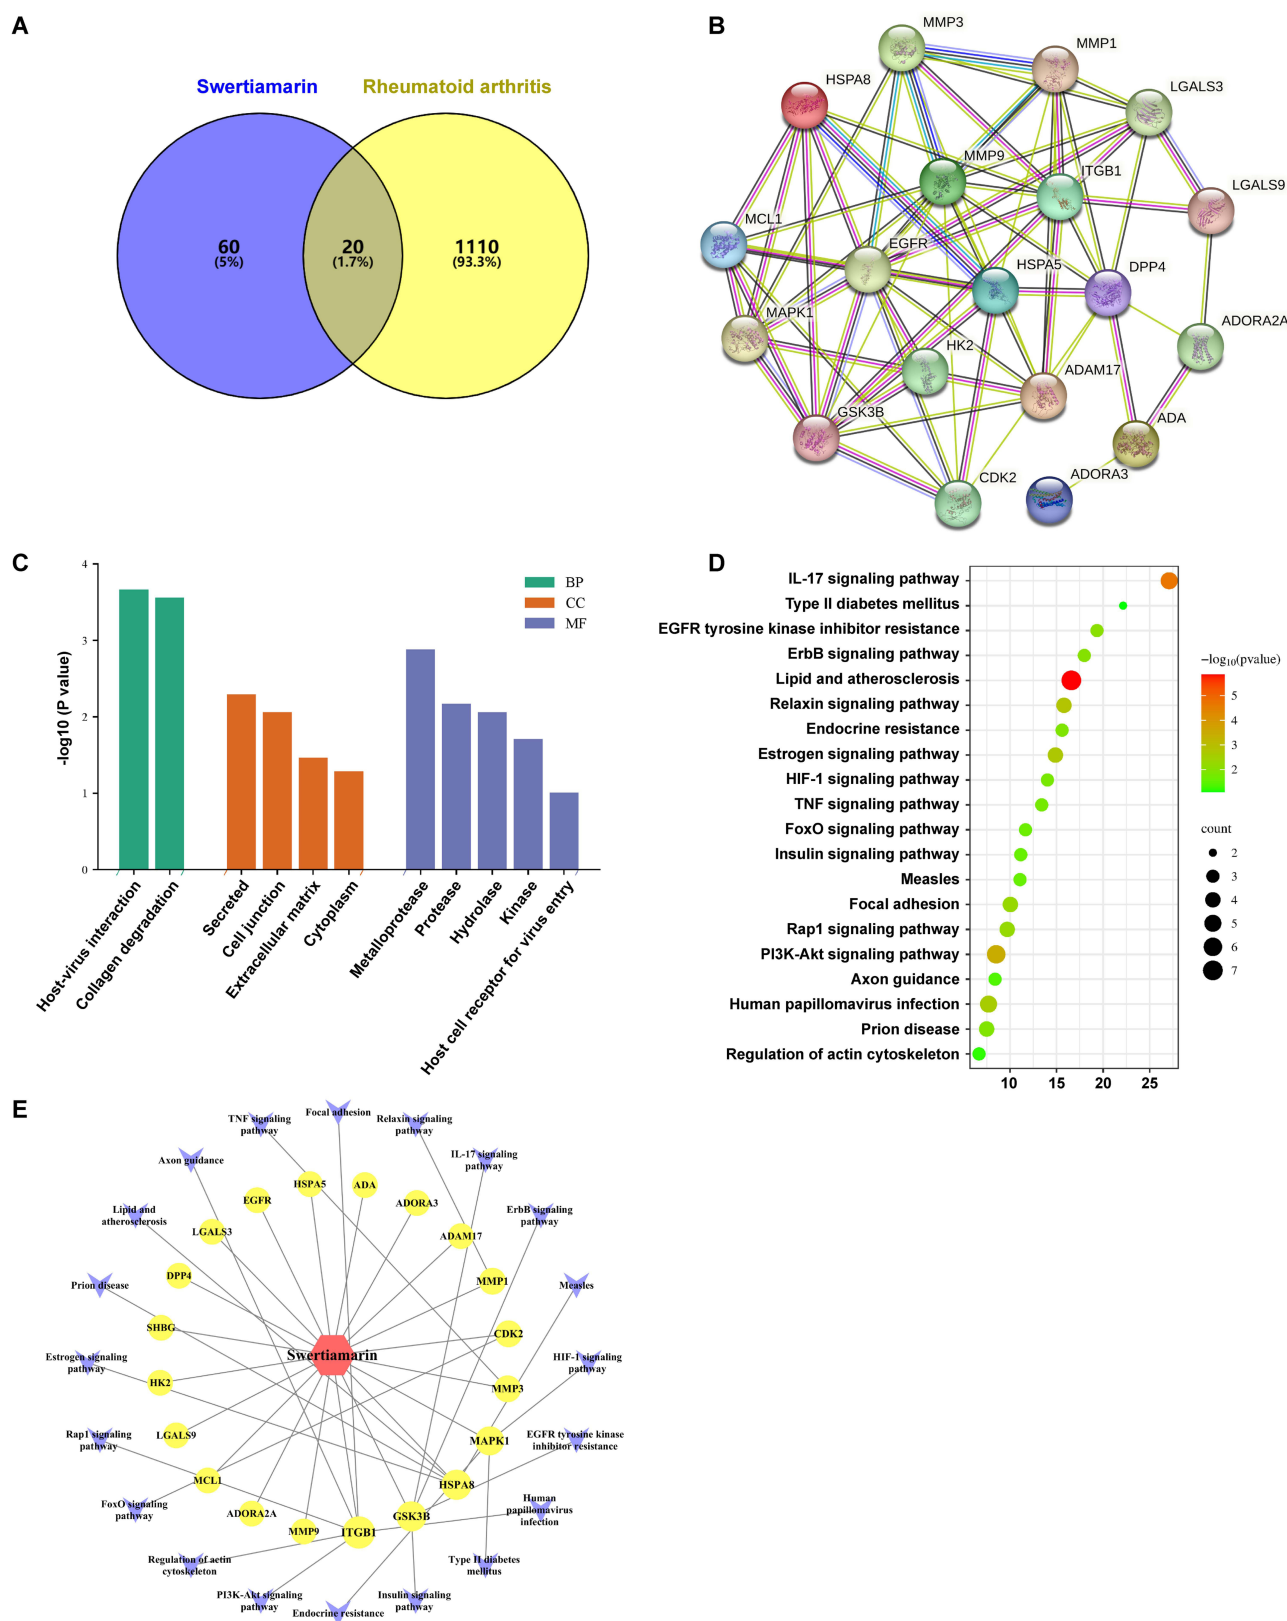 A
Swertiamarin
Rheumatoid arthritis
60
(5%)
20
(1.7%)
1110
(93.3%)
B
MMP3
MMP1
HSPA8
LGALS3
MMP9
ITGB1
LGALS9
MCL1
EGFR
HSPA5
DPP4
MAPK1
ADORA2A
HK2
ADAM17
GSK3B
ADA
CDK2
ADORA3
C
-log10 (P value)
4
3
2
1
0
BP
CC
MF
Host-virus interaction
Collagen degradation
Secreted
Cell junction
Extracellular matrix
Cytoplasm
Metalloprotease
Protease
Hydrolase
Kinase
Host cell receptor for virus entry
D
IL-17 signaling pathway
Type II diabetes mellitus
EGFR tyrosine kinase inhibitor resistance
ErbB signaling pathway
Lipid and atherosclerosis
Relaxin signaling pathway
Endocrine resistance
Estrogen signaling pathway
HIF-1 signaling pathway
TNF signaling pathway
FoxO signaling pathway
Insulin signaling pathway
Measles
Focal adhesion
Rap1 signaling pathway
PI3K-Akt signaling pathway
Axon guidance
Human papillomavirus infection
Prion disease
Regulation of actin cytoskeleton
10 15 20 25
−log10(pvalue)
5
4
3
2
count
2
3
4
5
6
7
E
TNF signaling
pathway
Focal adhesion
Relaxin signaling
pathway
Axon guidance
IL-17 signaling
pathway
HSPA5
ADA
EGFR
ADORA3
Lipid and
atherosclerosis
ErbB signaling
pathway
LGALS3
ADAM17
DPP4
MMP1
Prion disease
Measles
SHBG
CDK2
Swertiamarin
Estrogen signaling
pathway
HIF-1 signaling
pathway
HK2
MMP3
LGALS9
MAPK1
Rap1 signaling
pathway
EGFR tyrosine kinase
inhibitor resistance
MCL1
HSPA8
FoxO signaling
pathway
ADORA2A
GSK3B
Human
papillomavirus
infection
MMP9
ITGB1
Regulation of actin
cytoskeleton
Type II diabetes
mellitus
PI3K-Akt signaling
pathway
Insulin signaling
pathway
Endocrine resistance